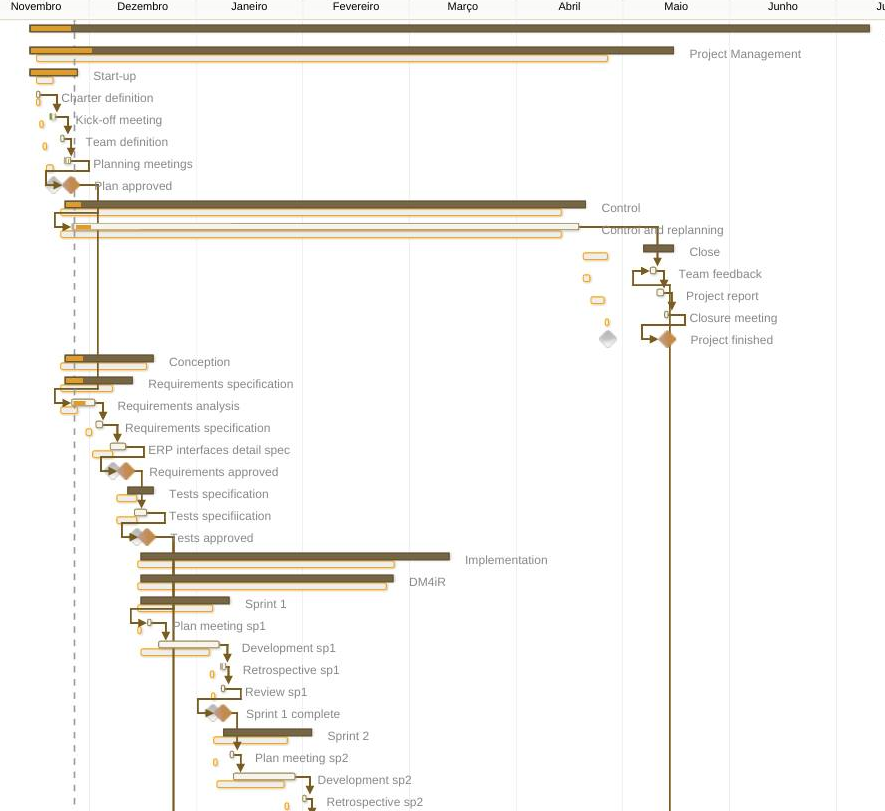 Novembro Dezembro Janeiro Fevereiro Março Abril Maio Junho Ju
Project Management
Start-up
Charter definition
Kick-off meeting
Team definition
Planning meetings
Plan approved
Control
Control and replanning
Close
Team feedback
Project report
Closure meeting
Project finished
Conception
Requirements specification
Requirements analysis
Requirements specification
ERP interfaces detail spec
Requirements approved
Tests specification
Tests specifiication
Tests approved
Implementation
DM4iR
Sprint 1
Plan meeting sp1
Development sp1
Retrospective sp1
Review sp1
Sprint 1 complete
Sprint 2
Plan meeting sp2
Development sp2
Retrospective sp2